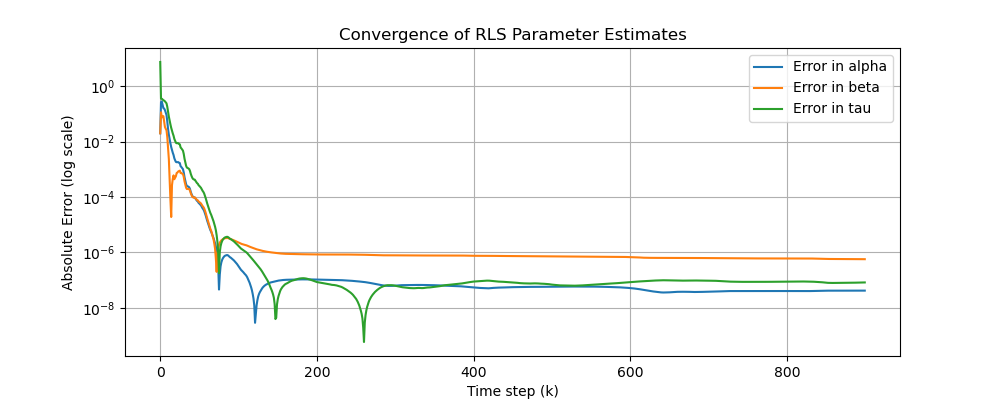 Convergence of RLS Parameter Estimates
Absolute Error (log scale)
10^0
10^-2
10^-4
10^-6
10^-8
Error in alpha
Error in beta
Error in tau
0
200
400
600
800
Time step (k)